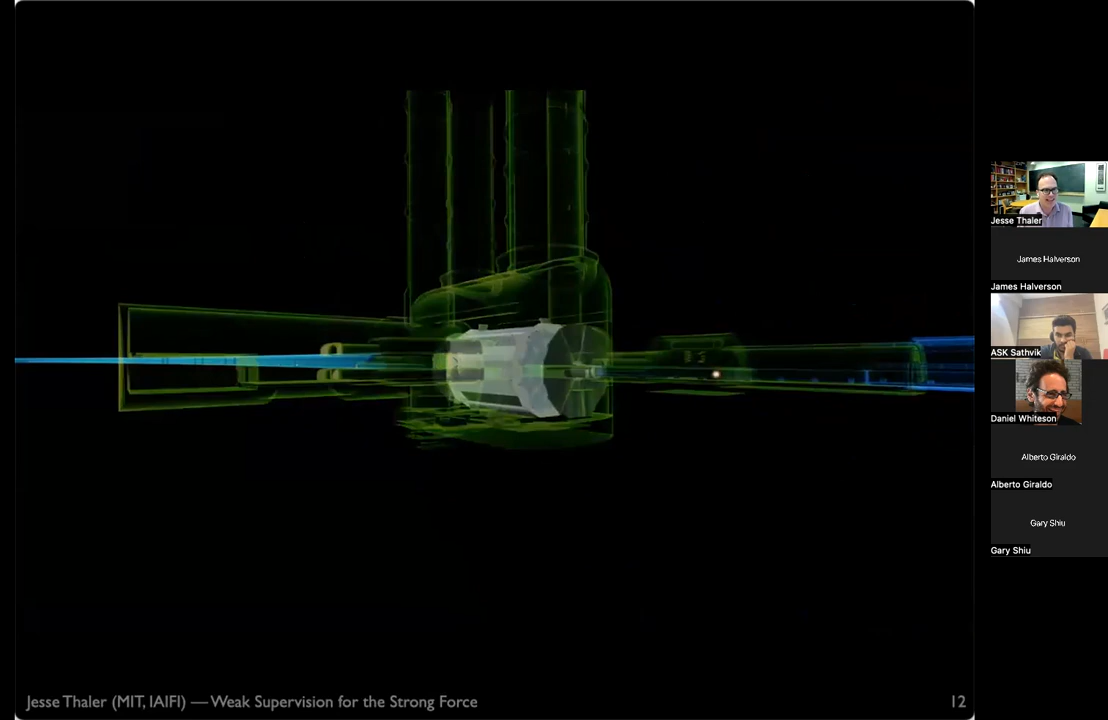 Jesse Thaler
James Halverson
James Halverson
ASK Sathvik
Daniel Whiteson
Alberto Giraldo
Alberto Giraldo
Gary Shiu
Gary Shiu
Jesse Thaler (MIT, IAIFI) — Weak Supervision for the Strong Force 12